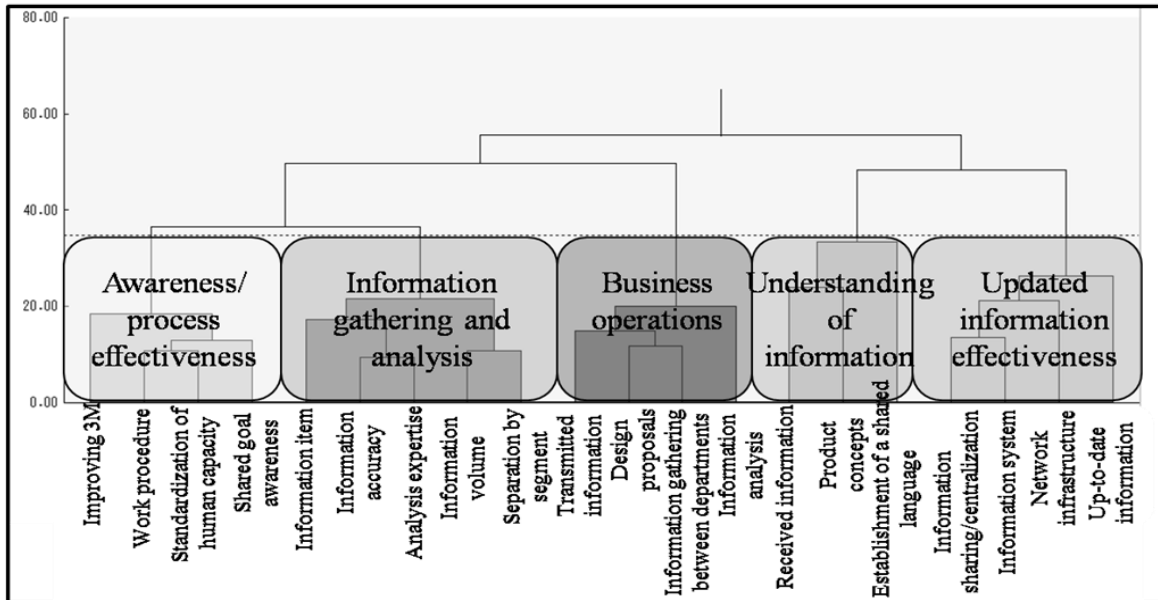 80.00
60.00
40.00
20.00
0.00
Awareness/
process
effectiveness
Information
gathering and
analysis
Business
operations
Understanding
of
information
Updated
information
effectiveness
Improving 3M
Work procedure
Standardization of
human capacity
Shared goal
awareness
Information item
Information
accuracy
Analysis expertise
Information
volume
Separation by
segment
Transmitted
information
Design
proposals
Information gathering
between departments
Information
analysis
Received information
Product
concepts
Establishment of a shared
language
Information
sharing/centralization
Information system
Network
infrastructure
Up-to-date
information